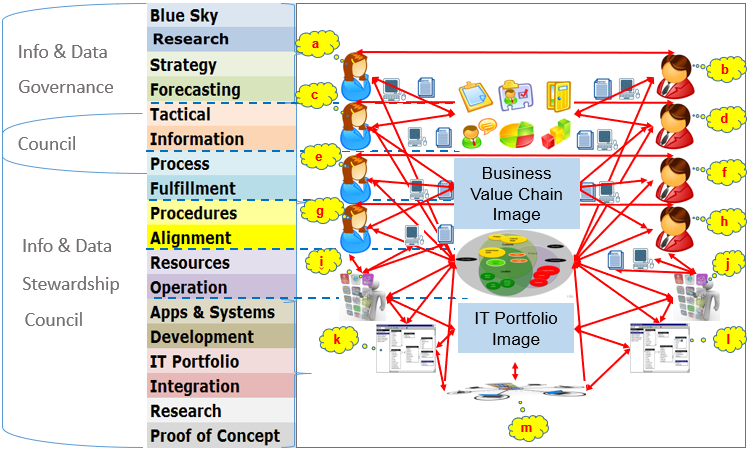 Info & Data
Governance
Council
Info & Data
Stewardship
Council
Blue Sky
Research
Strategy
Forecasting
Tactical
Information
Process
Fulfillment
Procedures
Alignment
Resources
Operation
Apps & Systems
Development
IT Portfolio
Integration
Research
Proof of Concept
a
b
c
d
e
f
g
h
i
j
k
l
m
Business
Value Chain
Image
IT Portfolio
Image